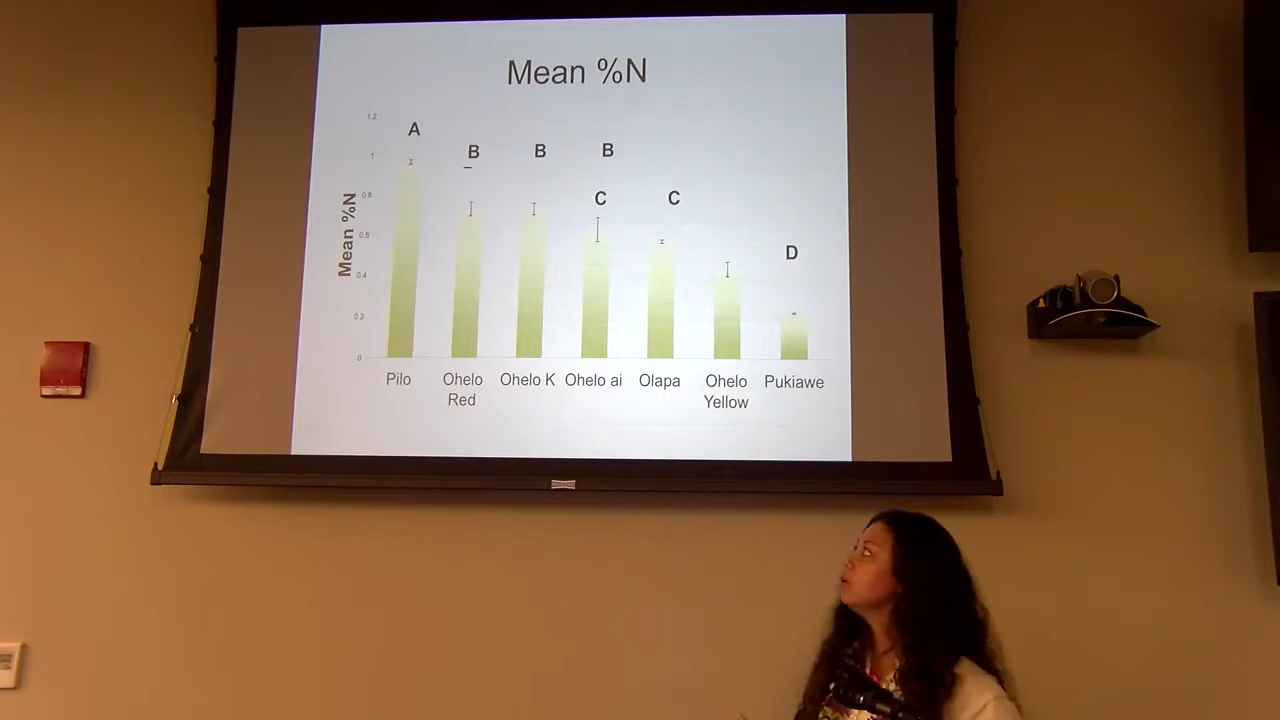 Mean %N
Mean %N
1.2
1
0.8
0.6
0.4
0.2
0
A
B
B
B
C
C
D
Pilo
Ohelo
Red
Ohelo K
Ohelo ai
Olapa
Ohelo
Yellow
Pukiawe